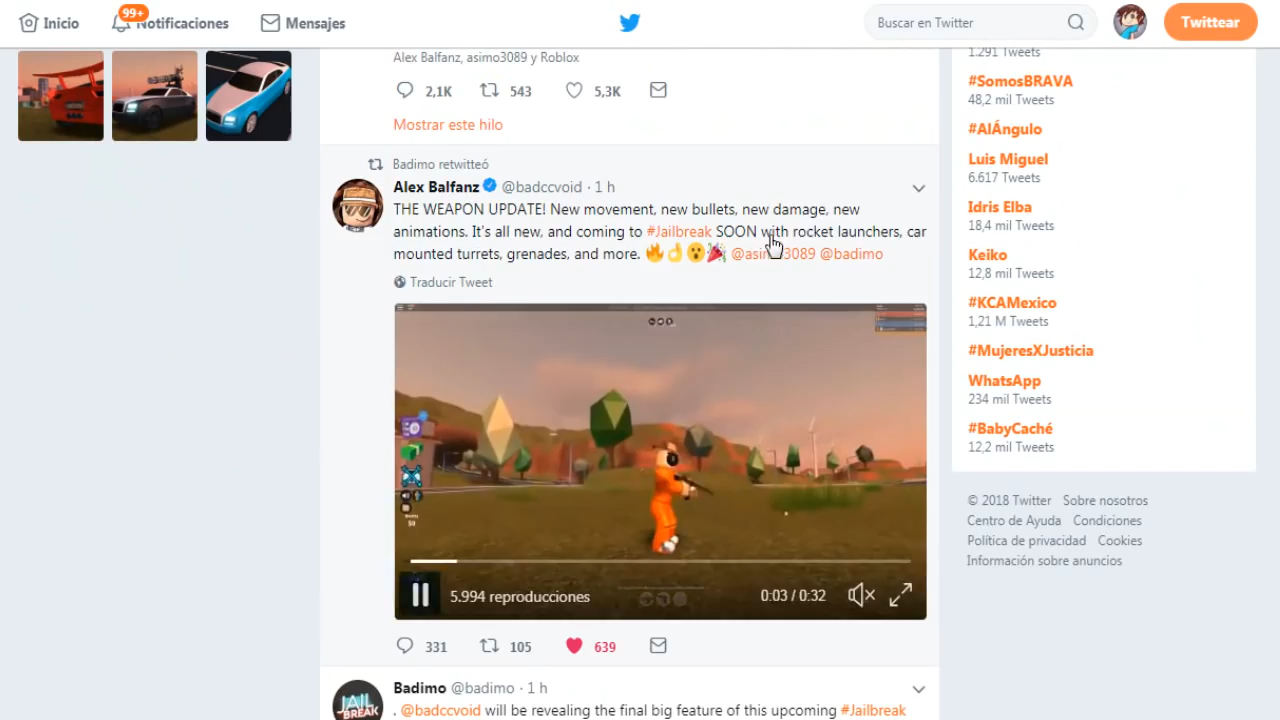 Inicio
99+
Notificaciones
Mensajes
Buscar en Twitter
Twittear
Alex Balfanz, asimo3089 y Roblox
2,1K 543 5,3K
Mostrar este hilo
Badimo retwitteó
Alex Balfanz @badccvoid · 1 h
THE WEAPON UPDATE! New movement, new bullets, new damage, new
animations. It's all new, and coming to #Jailbreak SOON with rocket launchers, car
mounted turrets, grenades, and more. 🔥👌😮🎉 @asimo3089 @badimo
Traducir Tweet
$0
5.994 reproducciones
0:03 / 0:32
331 105 639
JAIL
BREAK
Badimo @badimo · 1 h
. @badccvoid will be revealing the final big feature of this upcoming #Jailbreak
1.291 Tweets
#SomosBRAVA
48,2 mil Tweets
#AlÁngulo
Luis Miguel
6.617 Tweets
Idris Elba
18,4 mil Tweets
Keiko
12,8 mil Tweets
#KCAMexico
1,21 M Tweets
#MujeresXJusticia
WhatsApp
234 mil Tweets
#BabyCaché
12,2 mil Tweets
© 2018 Twitter Sobre nosotros
Centro de Ayuda Condiciones
Política de privacidad Cookies
Información sobre anuncios